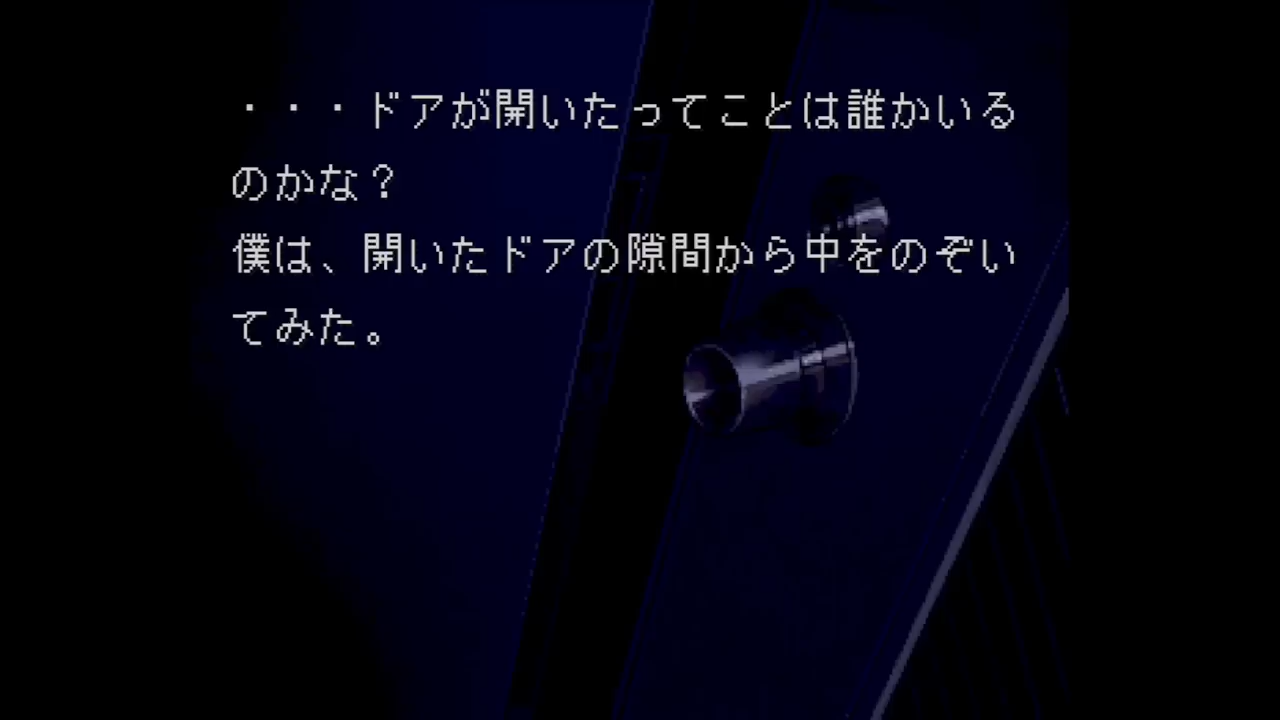 ・・・ドアが開いたってことは誰かいる
のかな？
僕は、開いたドアの隙間から中をのぞい
てみた。